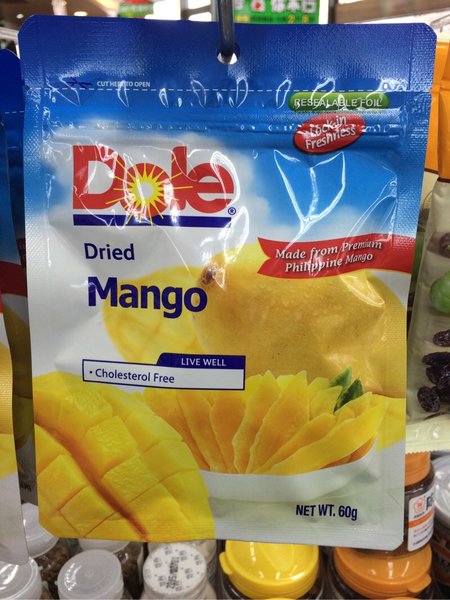 CUT HERE TO OPEN
RESEALABLE FOIL
Lock in
Freshness
Dole
®
Dried
Mango
Made from Premium
Philippine Mango
LIVE WELL
• Cholesterol Free
NET WT. 60g